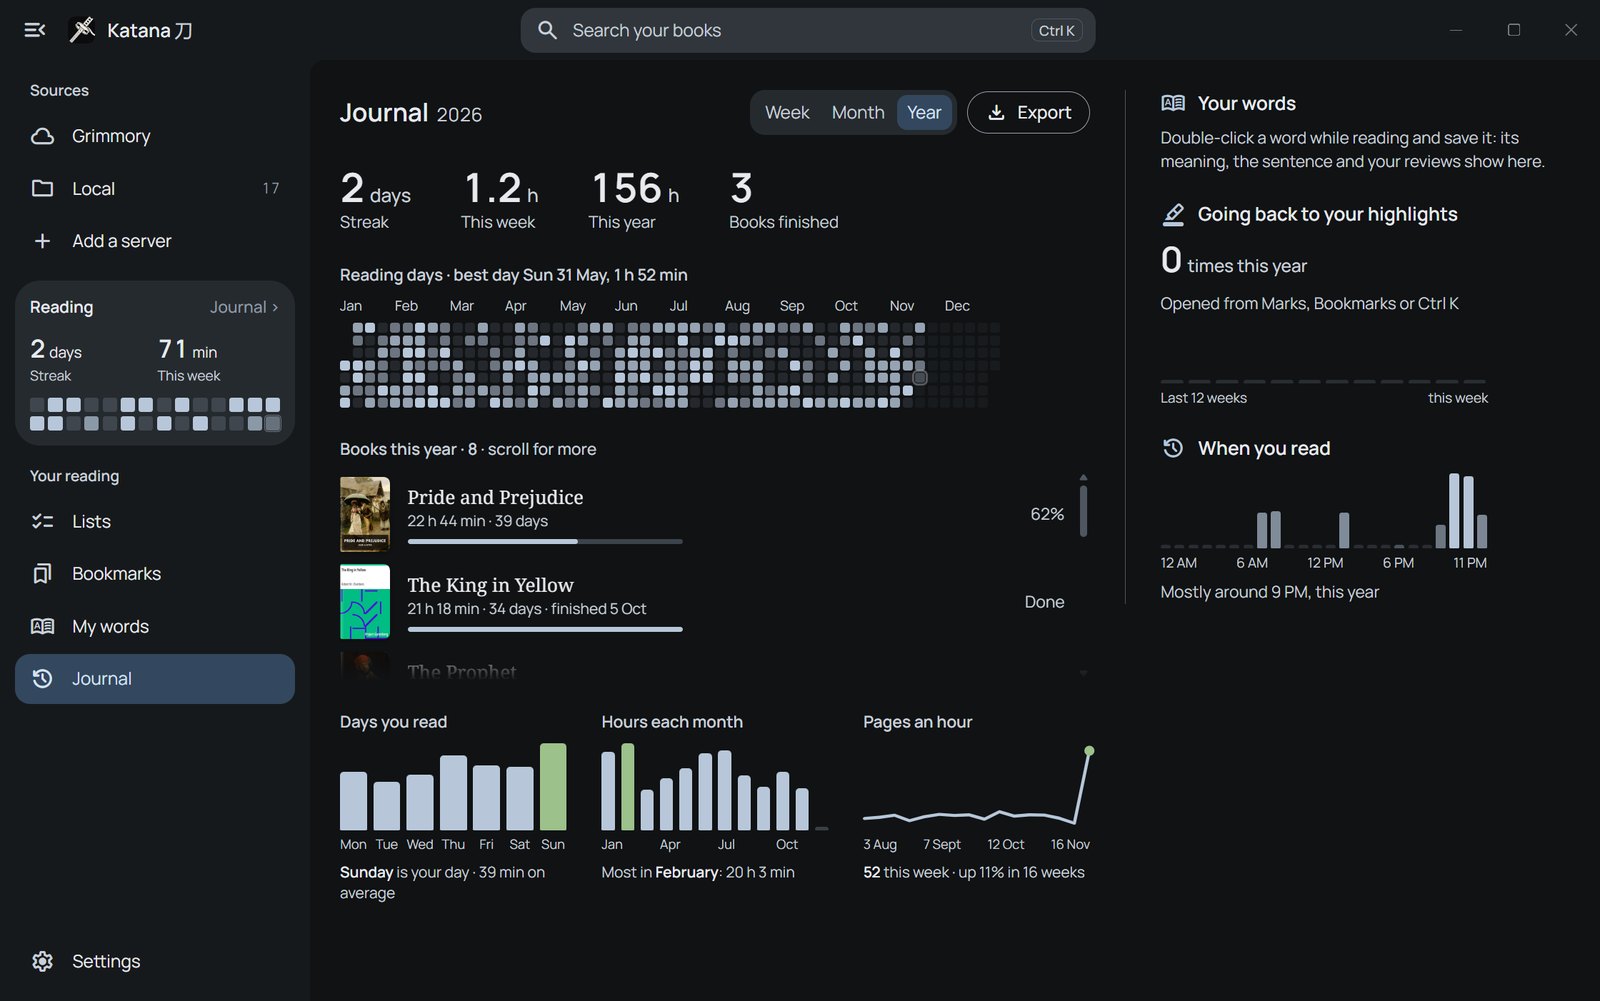 Katana 刀
Search your books
Ctrl K
Sources
Grimmory
Local 17
Add a server
Reading Journal ›
2 days 71 min
Streak This week
Your reading
Lists
Bookmarks
My words
Journal
Settings
Journal 2026
Week Month Year
Export
2 days 1.2 h 156 h 3
Streak This week This year Books finished
Reading days · best day Sun 31 May, 1 h 52 min
Jan Feb Mar Apr May Jun Jul Aug Sep Oct Nov Dec
Books this year · 8 · scroll for more
PRIDE AND PREJUDICE
Pride and Prejudice
22 h 44 min · 39 days
62%
The King in Yellow
The King in Yellow
21 h 18 min · 34 days · finished 5 Oct
Done
The Prophet
Days you read
Mon Tue Wed Thu Fri Sat Sun
Sunday is your day · 39 min on
average
Hours each month
Jan Apr Jul Oct
Most in February: 20 h 3 min
Pages an hour
3 Aug 7 Sept 12 Oct 16 Nov
52 this week · up 11% in 16 weeks
Your words
Double-click a word while reading and save it: its
meaning, the sentence and your reviews show here.
Going back to your highlights
0 times this year
Opened from Marks, Bookmarks or Ctrl K
Last 12 weeks this week
When you read
12 AM 6 AM 12 PM 6 PM 11 PM
Mostly around 9 PM, this year